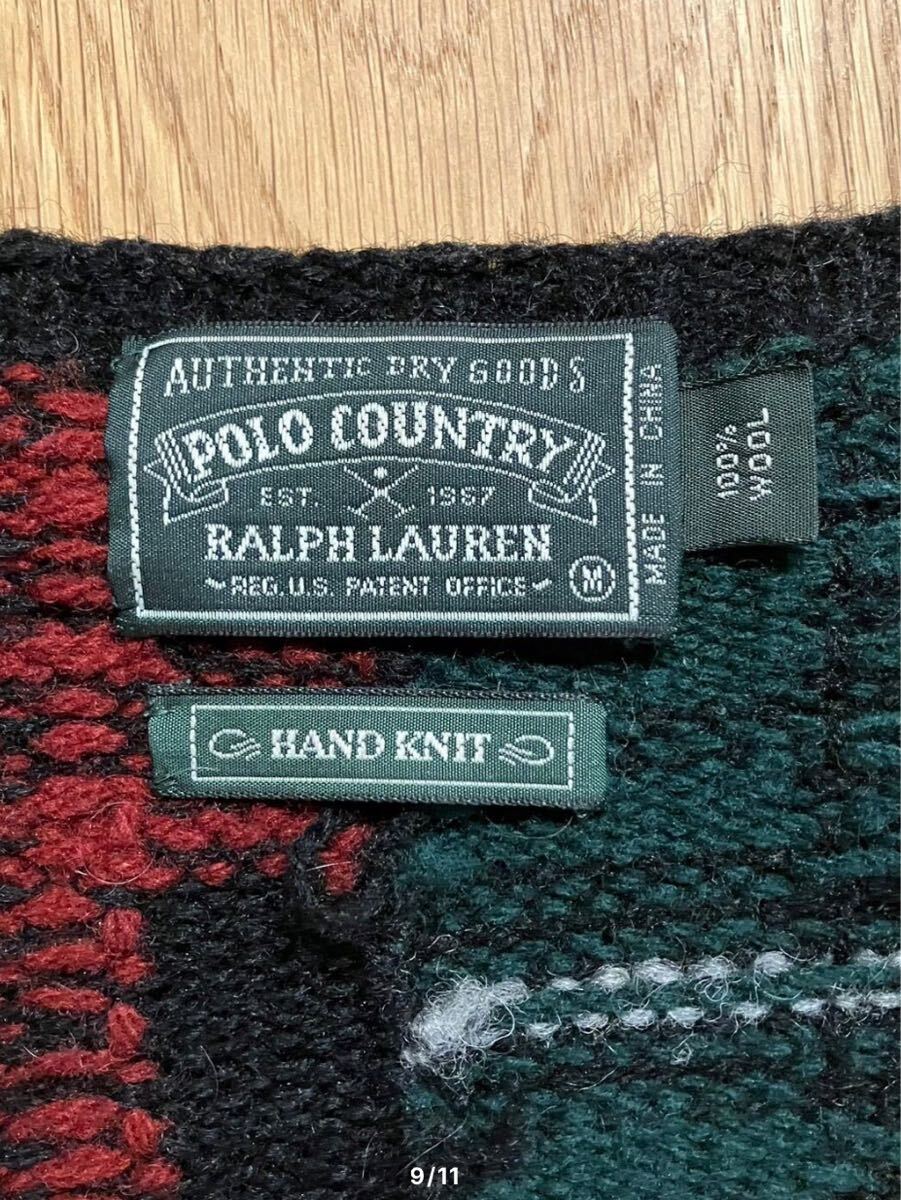 AUTHENTIC DRY GOODS
POLO COUNTRY
EST. 1967
RALPH LAUREN
REG. U.S. PATENT OFFICE
M
MADE IN CHINA
100%
WOOL
HAND KNIT
9/11